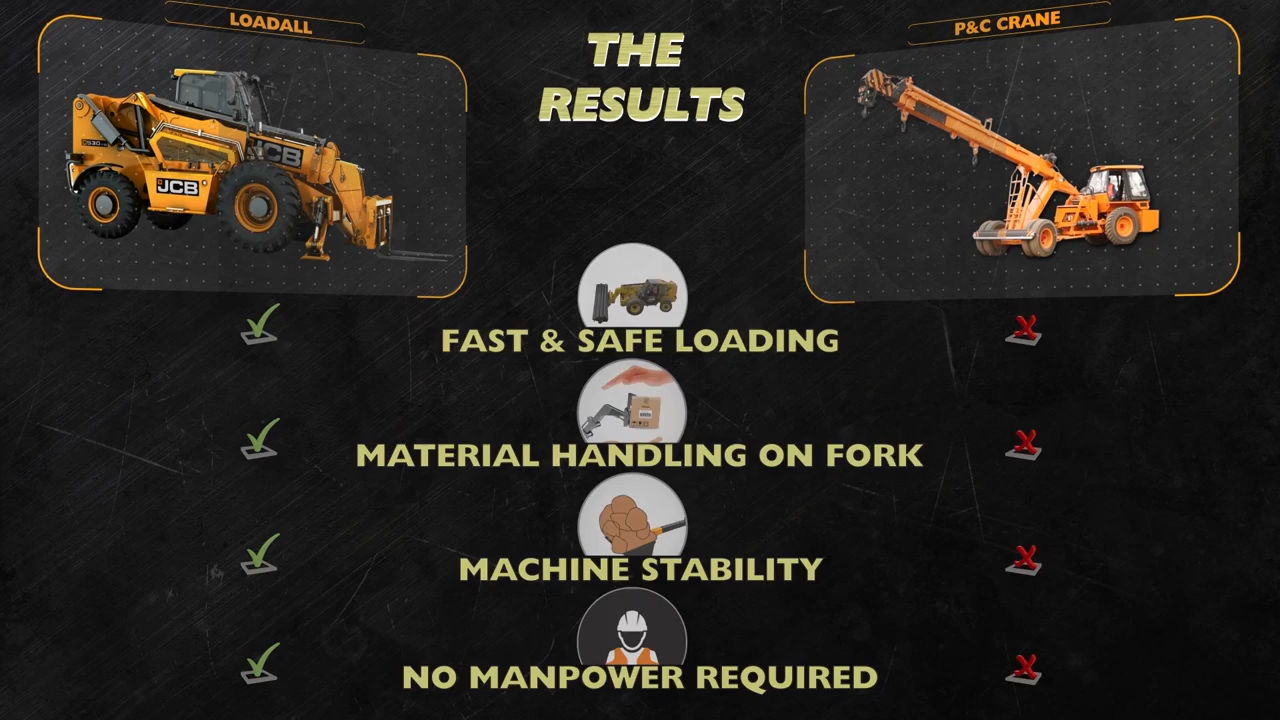 LOADALL
P&C CRANE
THE
RESULTS
JCB
JCB
FAST & SAFE LOADING
MATERIAL HANDLING ON FORK
MACHINE STABILITY
NO MANPOWER REQUIRED